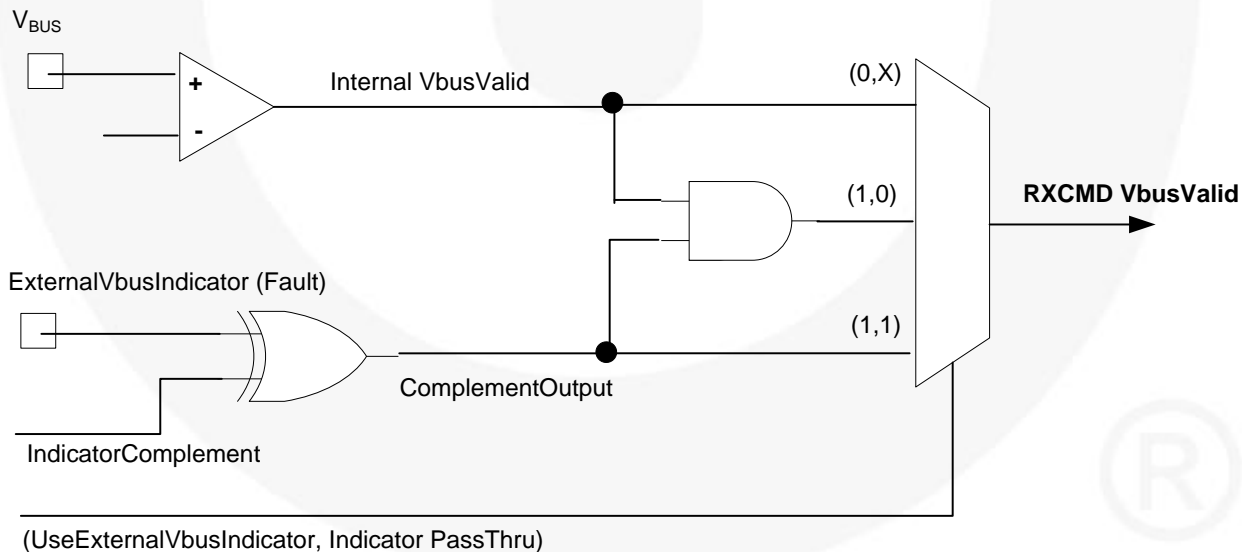 VBUS
+
-
Internal VbusValid
(0,X)
(1,0)
RXCMD VbusValid
ExternalVbusIndicator (Fault)
(1,1)
ComplementOutput
IndicatorComplement
(UseExternalVbusIndicator, Indicator PassThru)
®